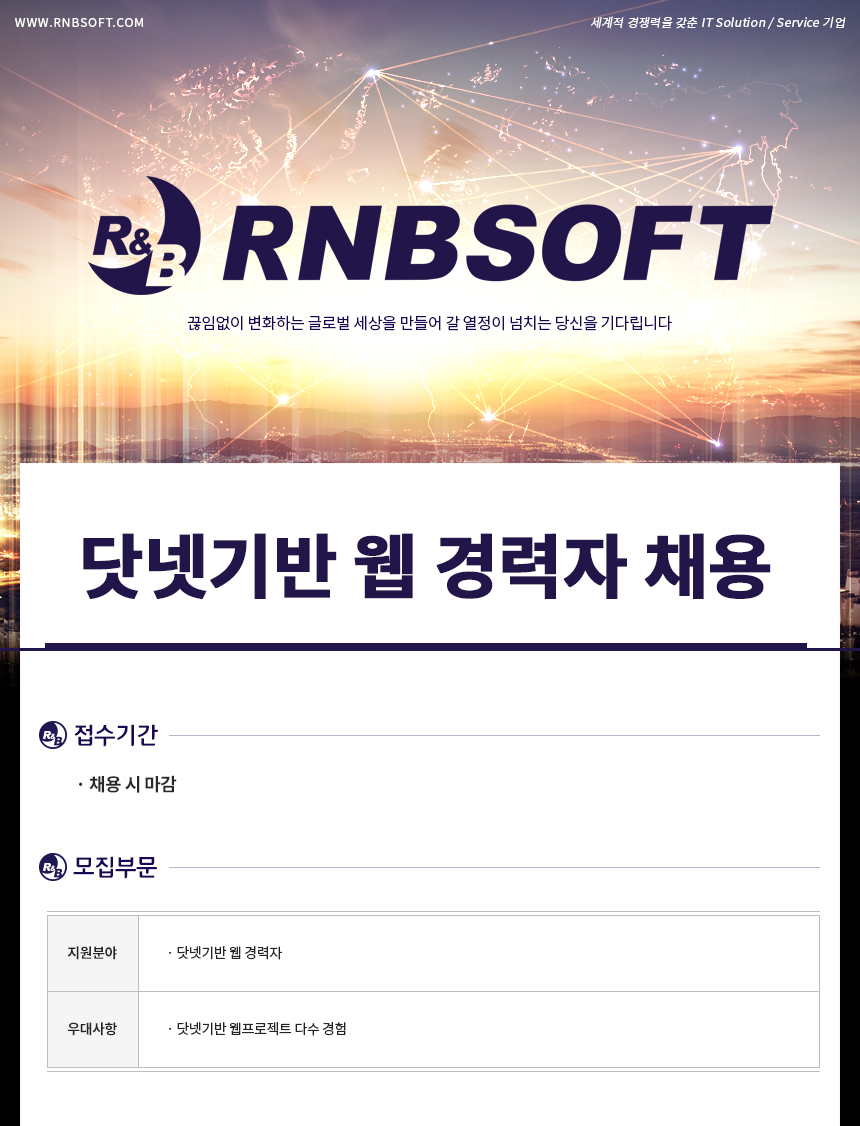 WWW.RNBSOFT.COM
세계적 경쟁력을 갖춘 IT Solution / Service 기업
R&B RNBSOFT
끊임없이 변화하는 글로벌 세상을 만들어 갈 열정이 넘치는 당신을 기다립니다
닷넷기반 웹 경력자 채용
R&B 접수기간
· 채용 시 마감
R&B 모집부문
지원분야 · 닷넷기반 웹 경력자
우대사항 · 닷넷기반 웹프로젝트 다수 경험